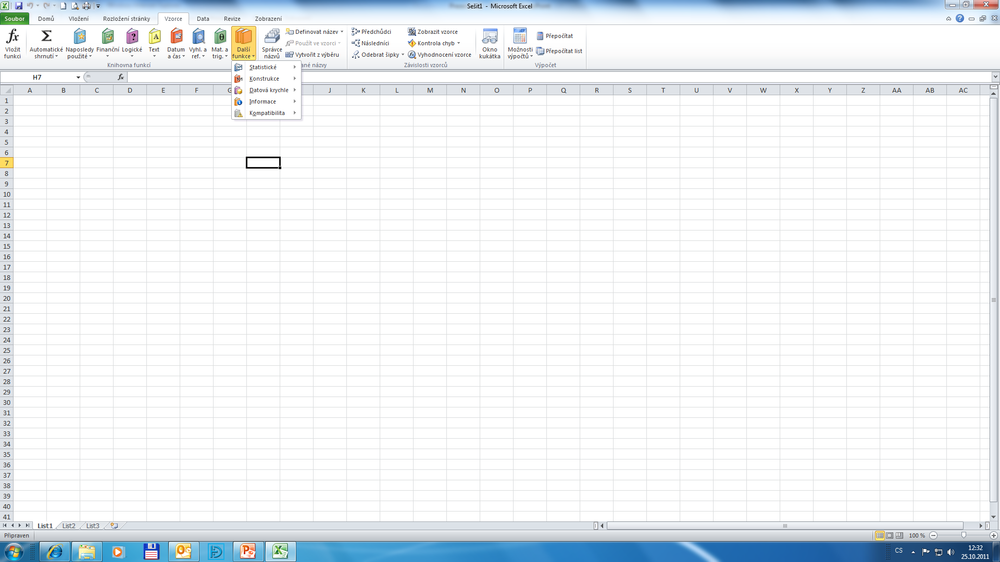 Sešit1 - Microsoft Excel
Soubor Domů Vložení Rozložení stránky Vzorce Data Revize Zobrazení
Vložit funkci
Automatické shrnutí
Naposledy použité
Finanční
Logické
Text
Datum a čas
Vyhl. a ref.
Mat. a trig.
Další funkce
Knihovna funkcí
Správce názvů
Definovat název
Použít ve vzorci
Vytvořit z výběru
ané názvy
Předchůdci
Následníci
Odebrat šipky
Zobrazit vzorce
Kontrola chyb
Vyhodnocení vzorce
Závislosti vzorců
Okno kukátka
Možnosti výpočtů
Přepočítat
Přepočítat list
Výpočet
Statistické
Konstrukce
Datová krychle
Informace
Kompatibilita
H7 fx
A B C D E F G J K L M N O P Q R S T U V W X Y Z AA AB AC
1
2
3
4
5
6
7
8
9
10
11
12
13
14
15
16
17
18
19
20
21
22
23
24
25
26
27
28
29
30
31
32
33
34
35
36
37
38
39
40
41
List1 List2 List3
Připraven 100 %
CS 12:32
25.10.2011